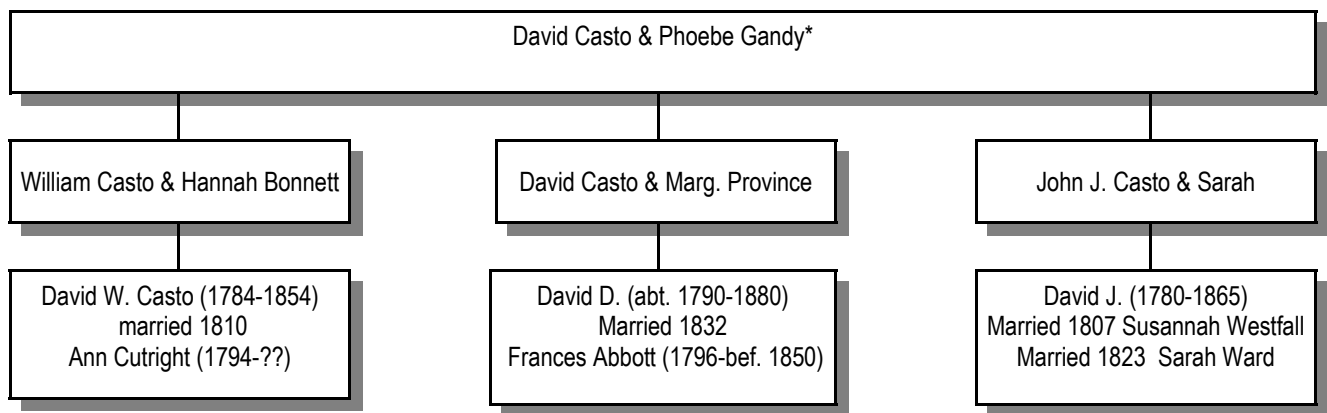 David Casto & Phoebe Gandy*
William Casto & Hannah Bonnett
David Casto & Marg. Province
John J. Casto & Sarah
David W. Casto (1784-1854)
married 1810
Ann Cutright (1794-??)
David D. (abt. 1790-1880)
Married 1832
Frances Abbott (1796-bef. 1850)
David J. (1780-1865)
Married 1807 Susannah Westfall
Married 1823  Sarah Ward